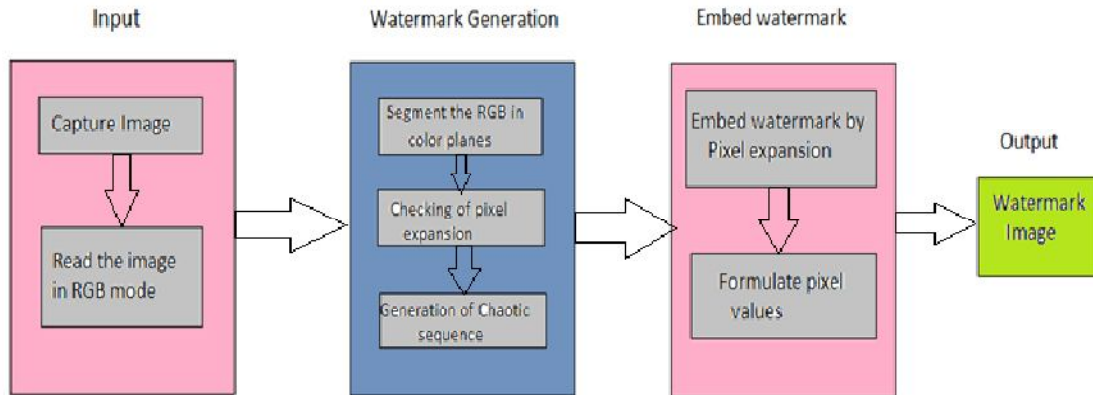 Input
Capture Image
Read the image
in RGB mode
Watermark Generation
Segment the RGB in
color planes
Checking of pixel
expansion
Generation of Chaotic
sequence
Embed watermark
Embed watermark by
Pixel expansion
Formulate pixel
values
Output
Watermark
Image